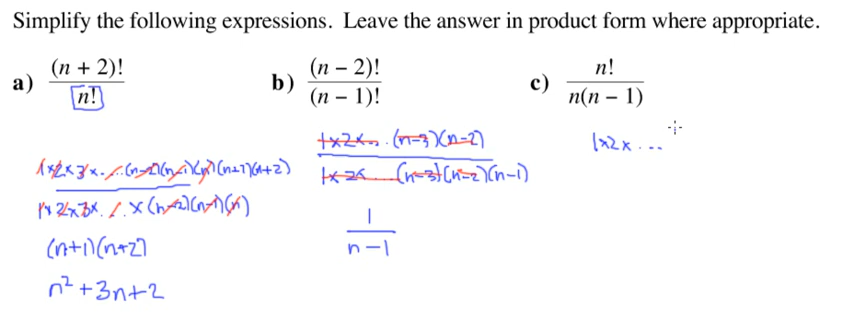 Simplify the following expressions. Leave the answer in product form where appropriate.
a) (n + 2)! / n!
b) (n − 2)! / (n − 1)!
c) n! / n(n − 1)
1×2×3×...(n-2)(n-1)(n)(n+1)(n+2)
1×2×3×...×(n-2)(n-1)(n)
(n+1)(n+2)
n² + 3n + 2
1×2×...(n-3)(n-2)
1×2×...(n-3)(n-2)(n-1)
1
n-1
1×2×...